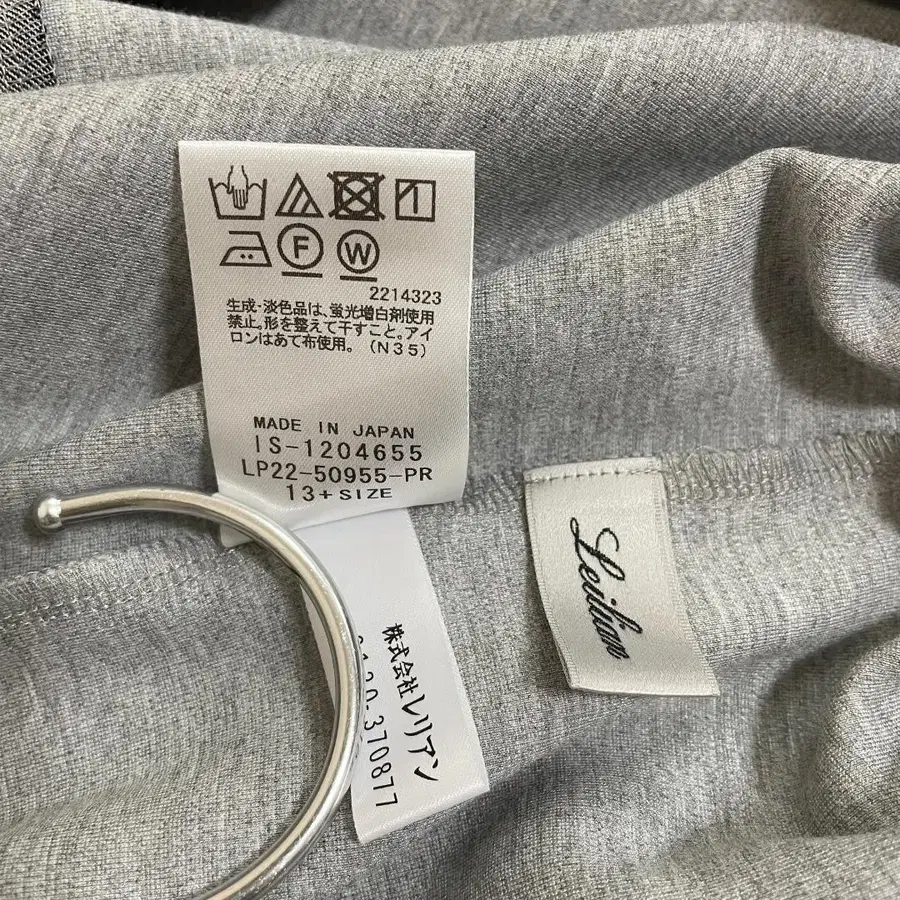 F
W
2214323
生成・淡色品は、蛍光増白剤使用
禁止。形を整えて干すこと。アイ
ロンはあて布使用。(N35)
MADE IN JAPAN
IS-1204655
LP22-50955-PR
13+SIZE
株式会社レリアン
0120-370877
Leilian